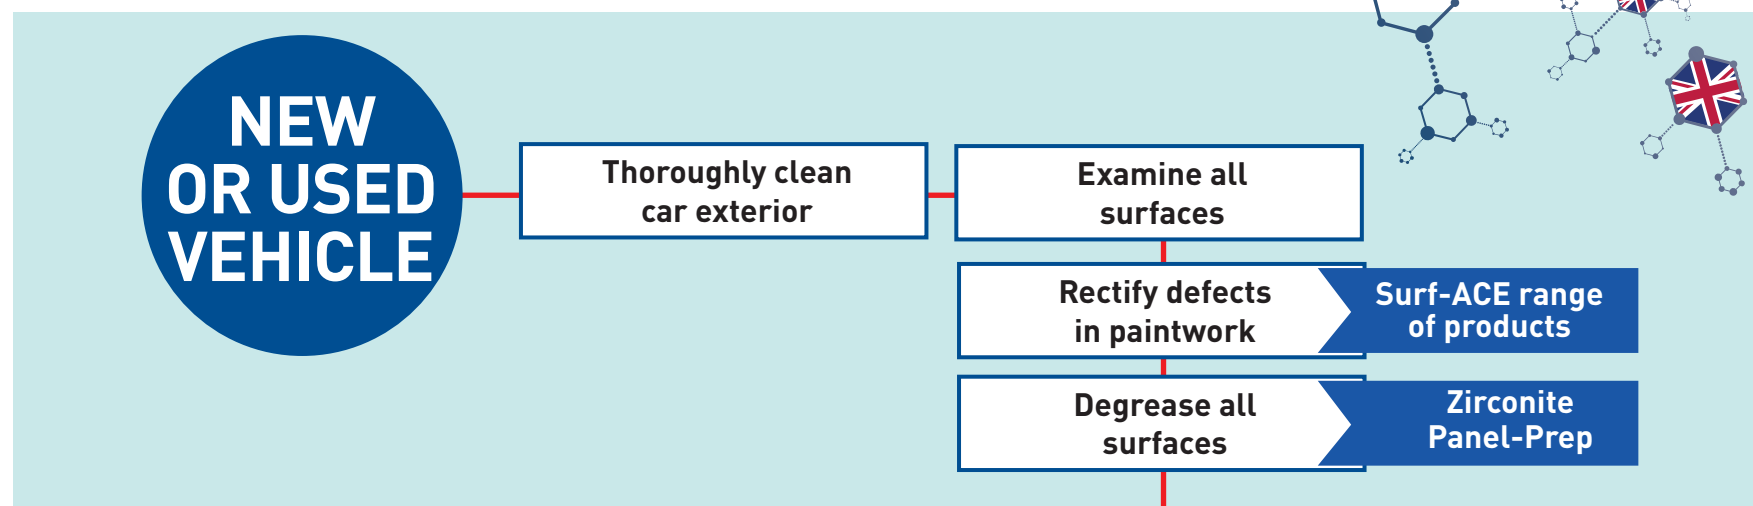 NEW
OR USED
VEHICLE
Thoroughly clean
car exterior
Examine all
surfaces
Rectify defects
in paintwork
Surf-ACE range
of products
Degrease all
surfaces
Zirconite
Panel-Prep